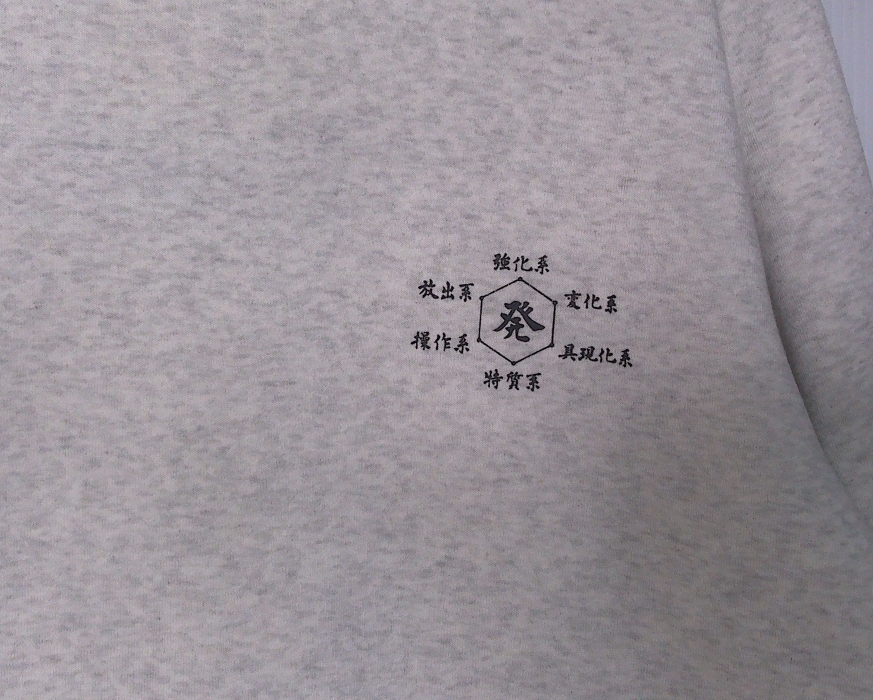 強化系
放出系
変化系
発
操作系
具現化系
特質系